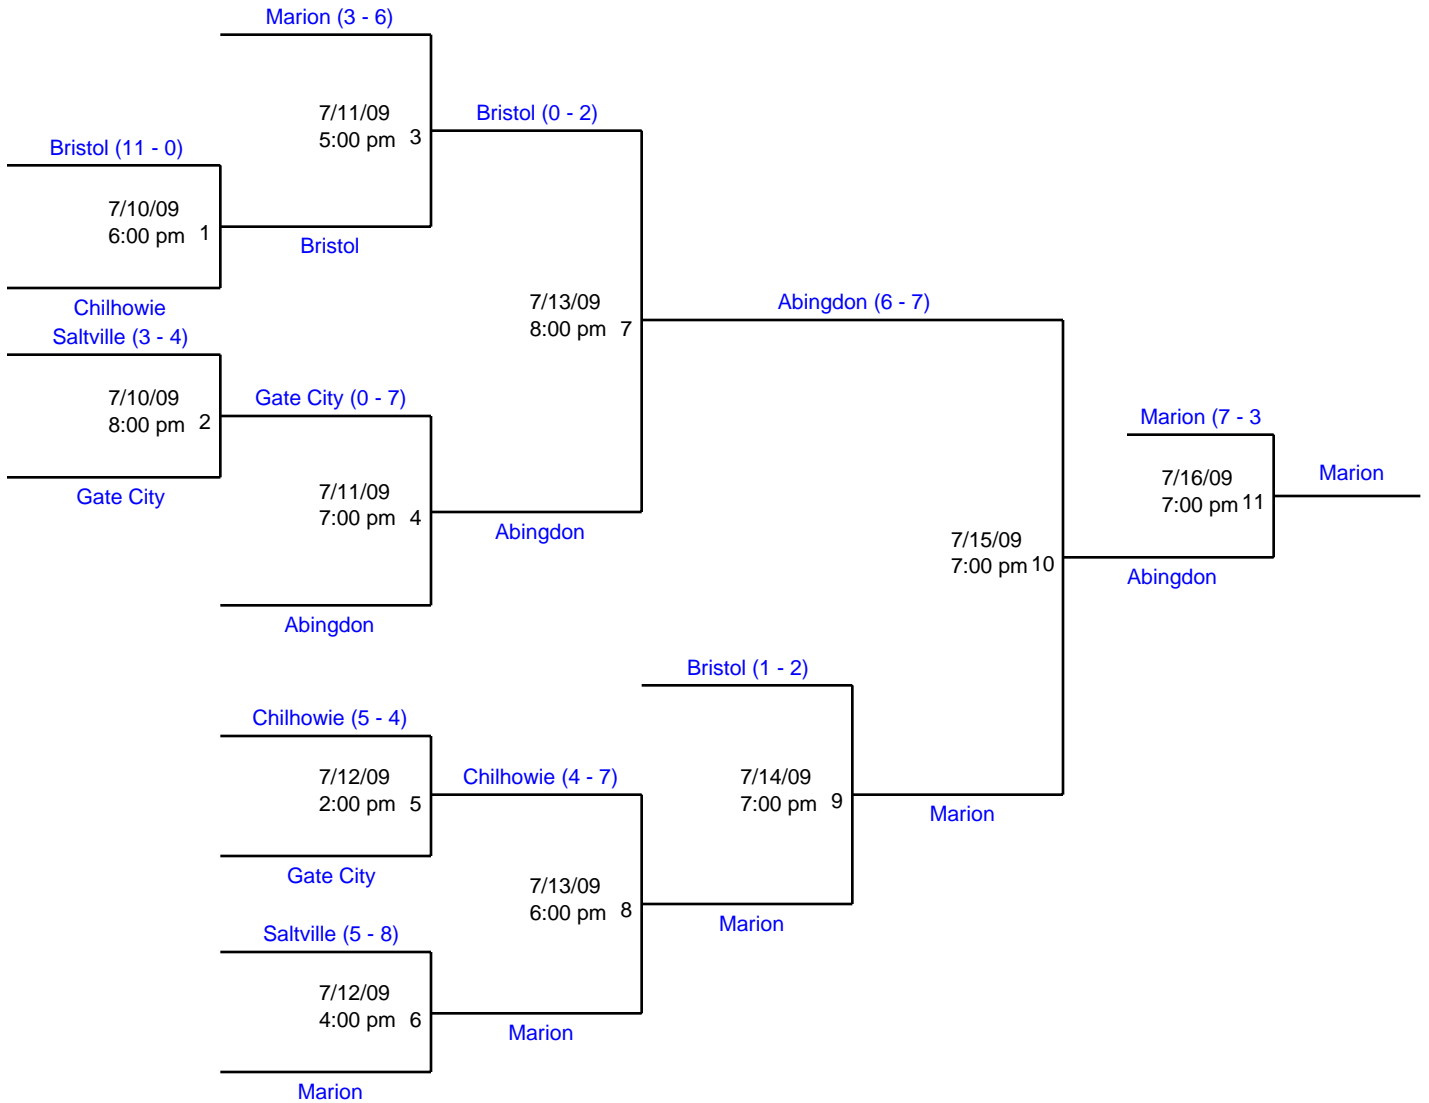 Marion (3 - 6)
7/11/09
5:00 pm 3
Bristol (0 - 2)
Bristol (11 - 0)
7/10/09
6:00 pm 1
Bristol
Chilhowie
Saltville (3 - 4)
7/10/09
8:00 pm 2
Gate City (0 - 7)
Gate City
7/11/09
7:00 pm 4
Abingdon
Abingdon
7/13/09
8:00 pm 7
Abingdon (6 - 7)
7/15/09
7:00 pm 10
Marion (7 - 3
7/16/09
7:00 pm 11
Marion
Abingdon
Bristol (1 - 2)
Chilhowie (5 - 4)
7/12/09
2:00 pm 5
Chilhowie (4 - 7)
Gate City
7/14/09
7:00 pm 9
Marion
7/13/09
6:00 pm 8
Marion
Saltville (5 - 8)
7/12/09
4:00 pm 6
Marion
Marion